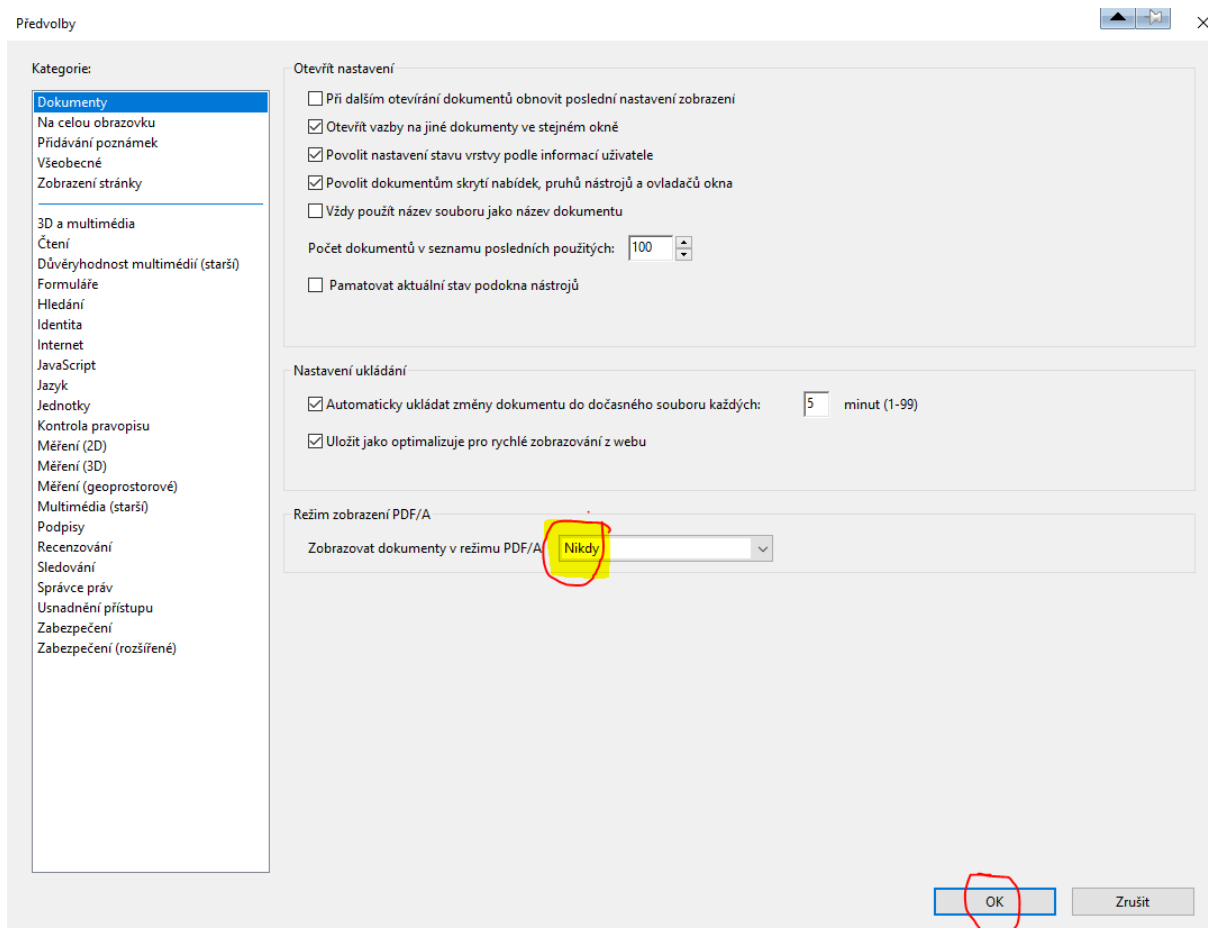 Předvolby
Kategorie:
Dokumenty
Na celou obrazovku
Přidávání poznámek
Všeobecné
Zobrazení stránky
3D a multimédia
Čtení
Důvěryhodnost multimédií (starší)
Formuláře
Hledání
Identita
Internet
JavaScript
Jazyk
Jednotky
Kontrola pravopisu
Měření (2D)
Měření (3D)
Měření (geoprostorové)
Multimédia (starší)
Podpisy
Recenzování
Sledování
Správce práv
Usnadnění přístupu
Zabezpečení
Zabezpečení (rozšířené)
Otevřít nastavení
Při dalším otevírání dokumentů obnovit poslední nastavení zobrazení
Otevřít vazby na jiné dokumenty ve stejném okně
Povolit nastavení stavu vrstvy podle informací uživatele
Povolit dokumentům skrytí nabídek, pruhů nástrojů a ovladačů okna
Vždy použít název souboru jako název dokumentu
Počet dokumentů v seznamu posledních použitých: 100
Pamatovat aktuální stav podokna nástrojů
Nastavení ukládání
Automaticky ukládat změny dokumentu do dočasného souboru každých: 5 minut (1-99)
Uložit jako optimalizuje pro rychlé zobrazování z webu
Režim zobrazení PDF/A
Zobrazovat dokumenty v režimu PDF/A Nikdy
OK Zrušit